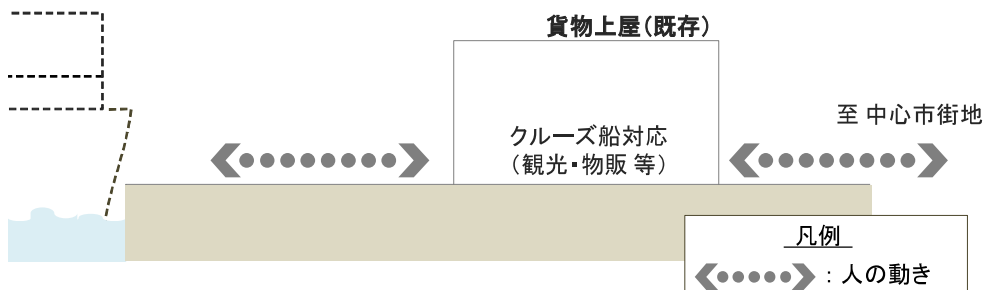 貨物上屋(既存)
至 中心市街地
クルーズ船対応
(観光・物販 等)
凡例
:人の動き